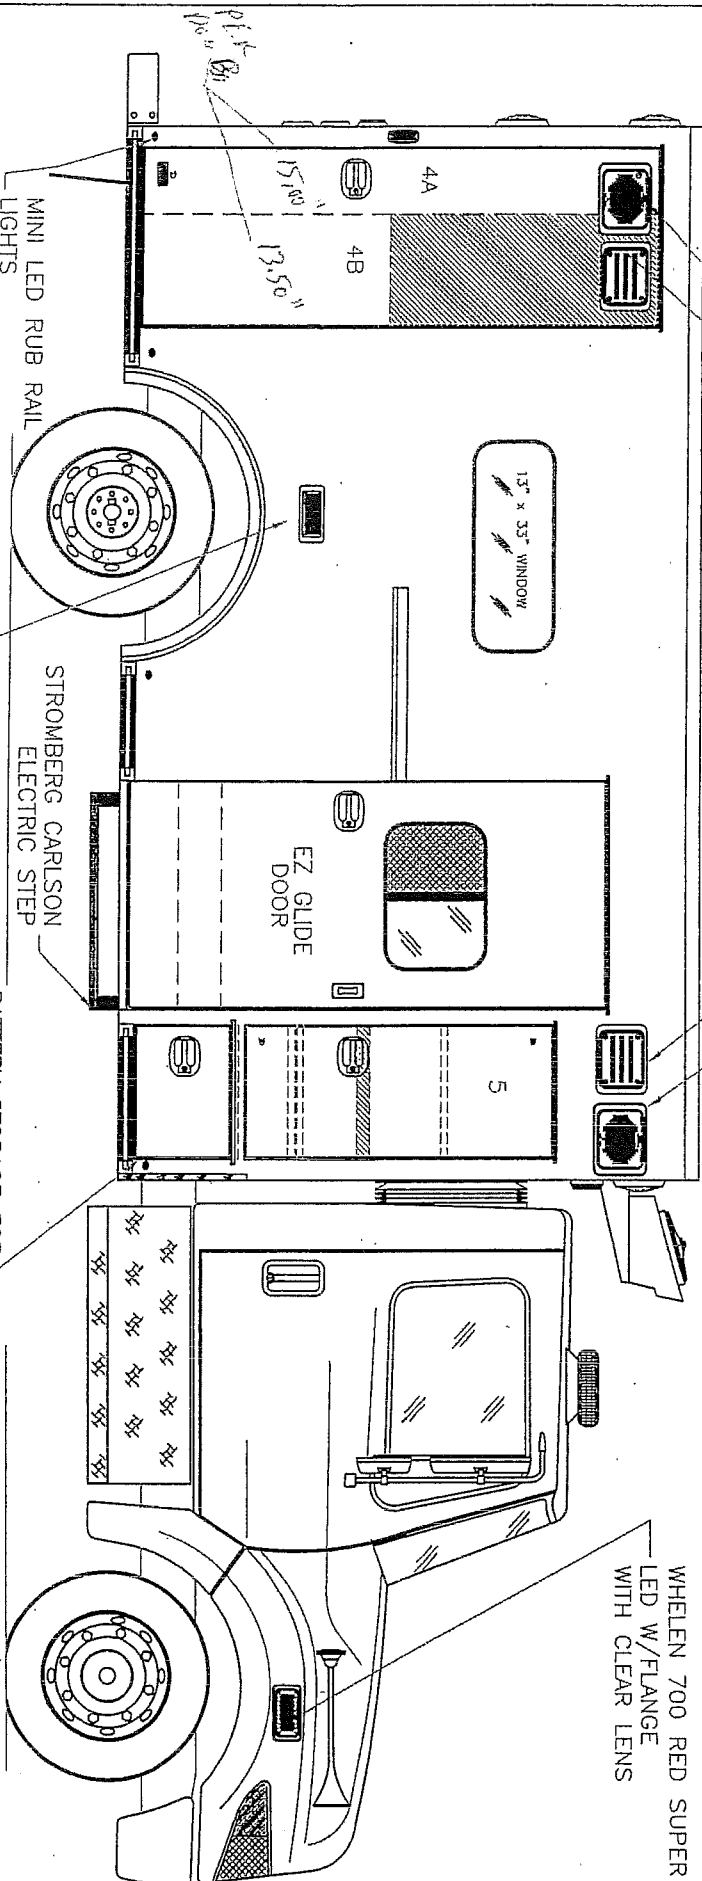 WHELEN 700 RED SUPER
LED W/FLANGE
WITH CLEAR LENS
13" x 33" WINDOW
4A
4B
15.00"
13.50"
EZ GLIDE
DOOR
5
MINI LED RUB RAIL
LIGHTS
STROMBERG CARLSON
ELECTRIC STEP